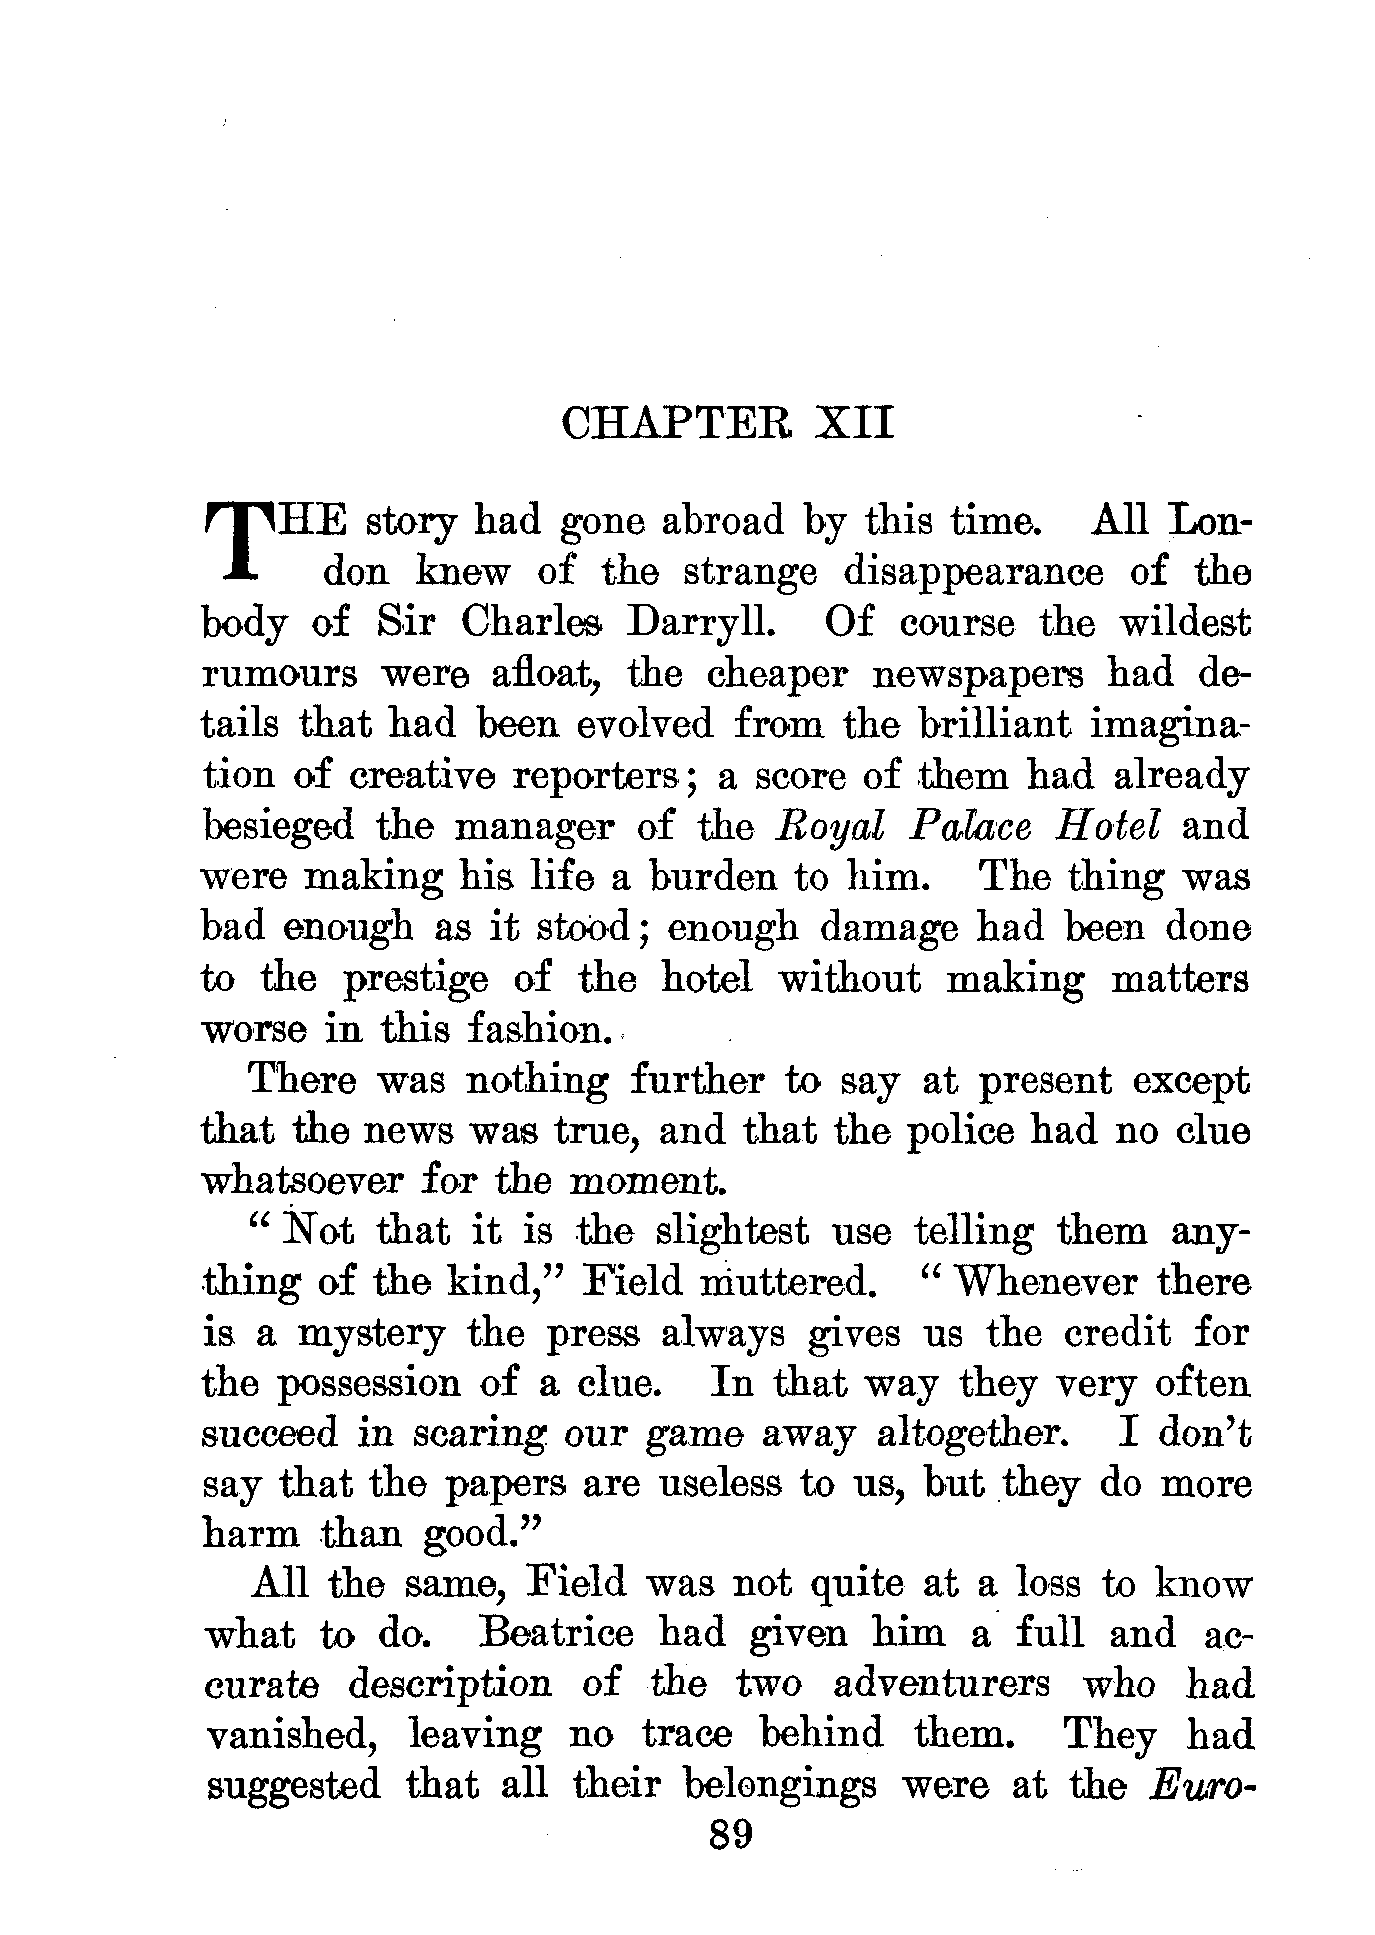 CHAPTER XII
THE story had gone abroad by this time. All Lon-
don knew of the strange disappearance of the
body of Sir Charles Darryll. Of course the wildest
rumours were afloat, the cheaper newspapers had de-
tails that had been evolved from the brilliant imagina-
tion of creative reporters; a score of them had already
besieged the manager of the Royal Palace Hotel and
were making his life a burden to him. The thing was
bad enough as it stood; enough damage had been done
to the prestige of the hotel without making matters
worse in this fashion.
There was nothing further to say at present except
that the news was true, and that the police had no clue
whatsoever for the moment.
“Not that it is the slightest use telling them any-
thing of the kind,” Field muttered. “Whenever there
is a mystery the press always gives us the credit for
the possession of a clue. In that way they very often
succeed in scaring our game away altogether. I don’t
say that the papers are useless to us, but they do more
harm than good.”
All the same, Field was not quite at a loss to know
what to do. Beatrice had given him a full and ac-
curate description of the two adventurers who had
vanished, leaving no trace behind them. They had
suggested that all their belongings were at the Euro-
89